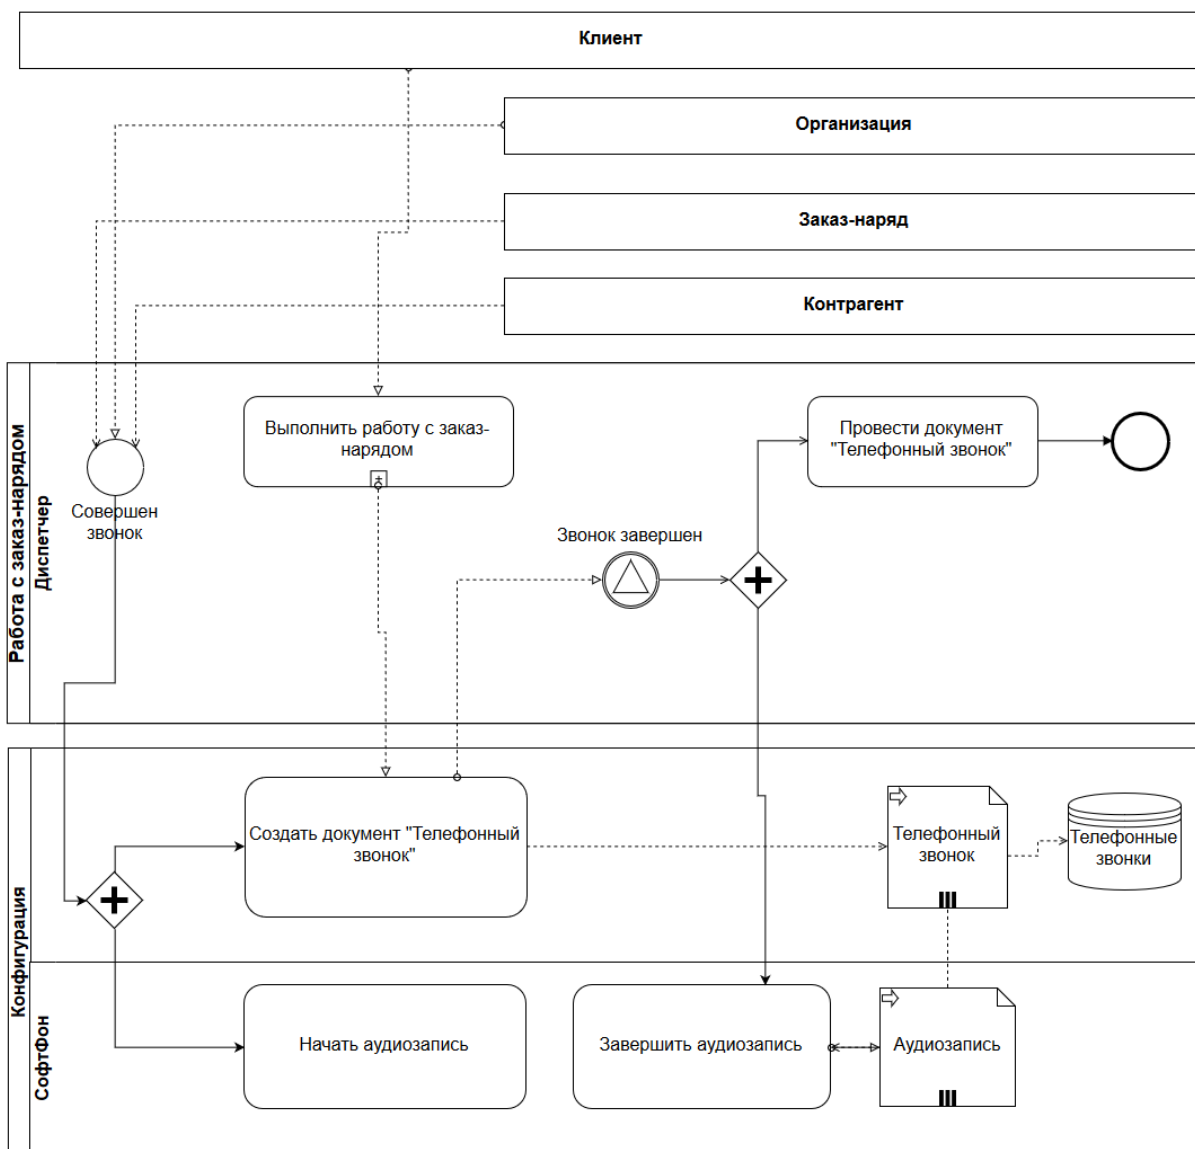 Клиент
Организация
Заказ-наряд
Контрагент
Работа с заказ-нарядом
Диспетчер
Совершен
звонок
Выполнить работу с заказ-
нарядом
Звонок завершен
Провести документ
"Телефонный звонок"
Конфигурация
Создать документ "Телефонный
звонок"
Телефонный
звонок
Телефонные
звонки
СофтФон
Начать аудиозапись
Завершить аудиозапись
Аудиозапись